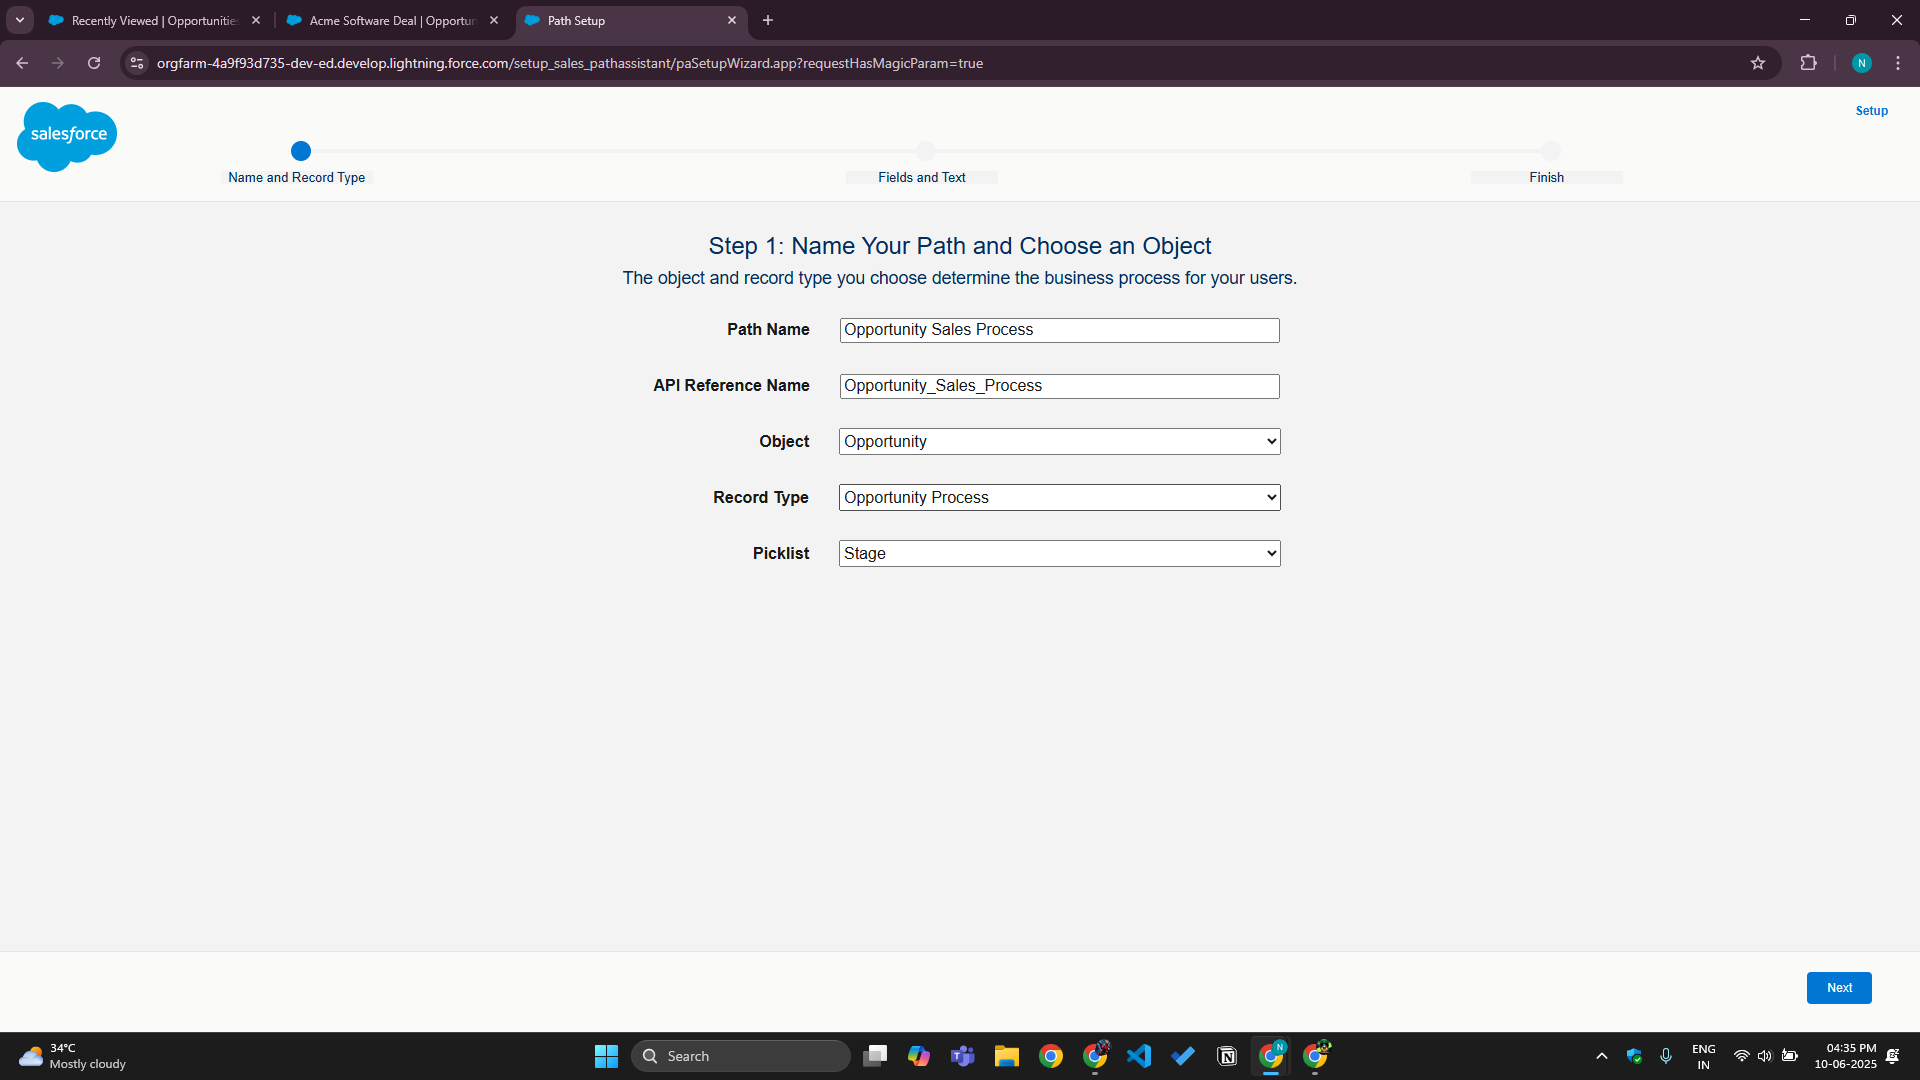 Recently Viewed | Opportunities
Acme Software Deal | Opportun
Path Setup
orgfarm-4a9f93d735-dev-ed.develop.lightning.force.com/setup_sales_pathassistant/paSetupWizard.app?requestHasMagicParam=true
N
salesforce
Setup
Name and Record Type
Fields and Text
Finish
Step 1: Name Your Path and Choose an Object
The object and record type you choose determine the business process for your users.
Path Name
Opportunity Sales Process
API Reference Name
Opportunity_Sales_Process
Object
Opportunity
Record Type
Opportunity Process
Picklist
Stage
Next
34°C
Mostly cloudy
Search
N
ENG
IN
04:35 PM
10-06-2025